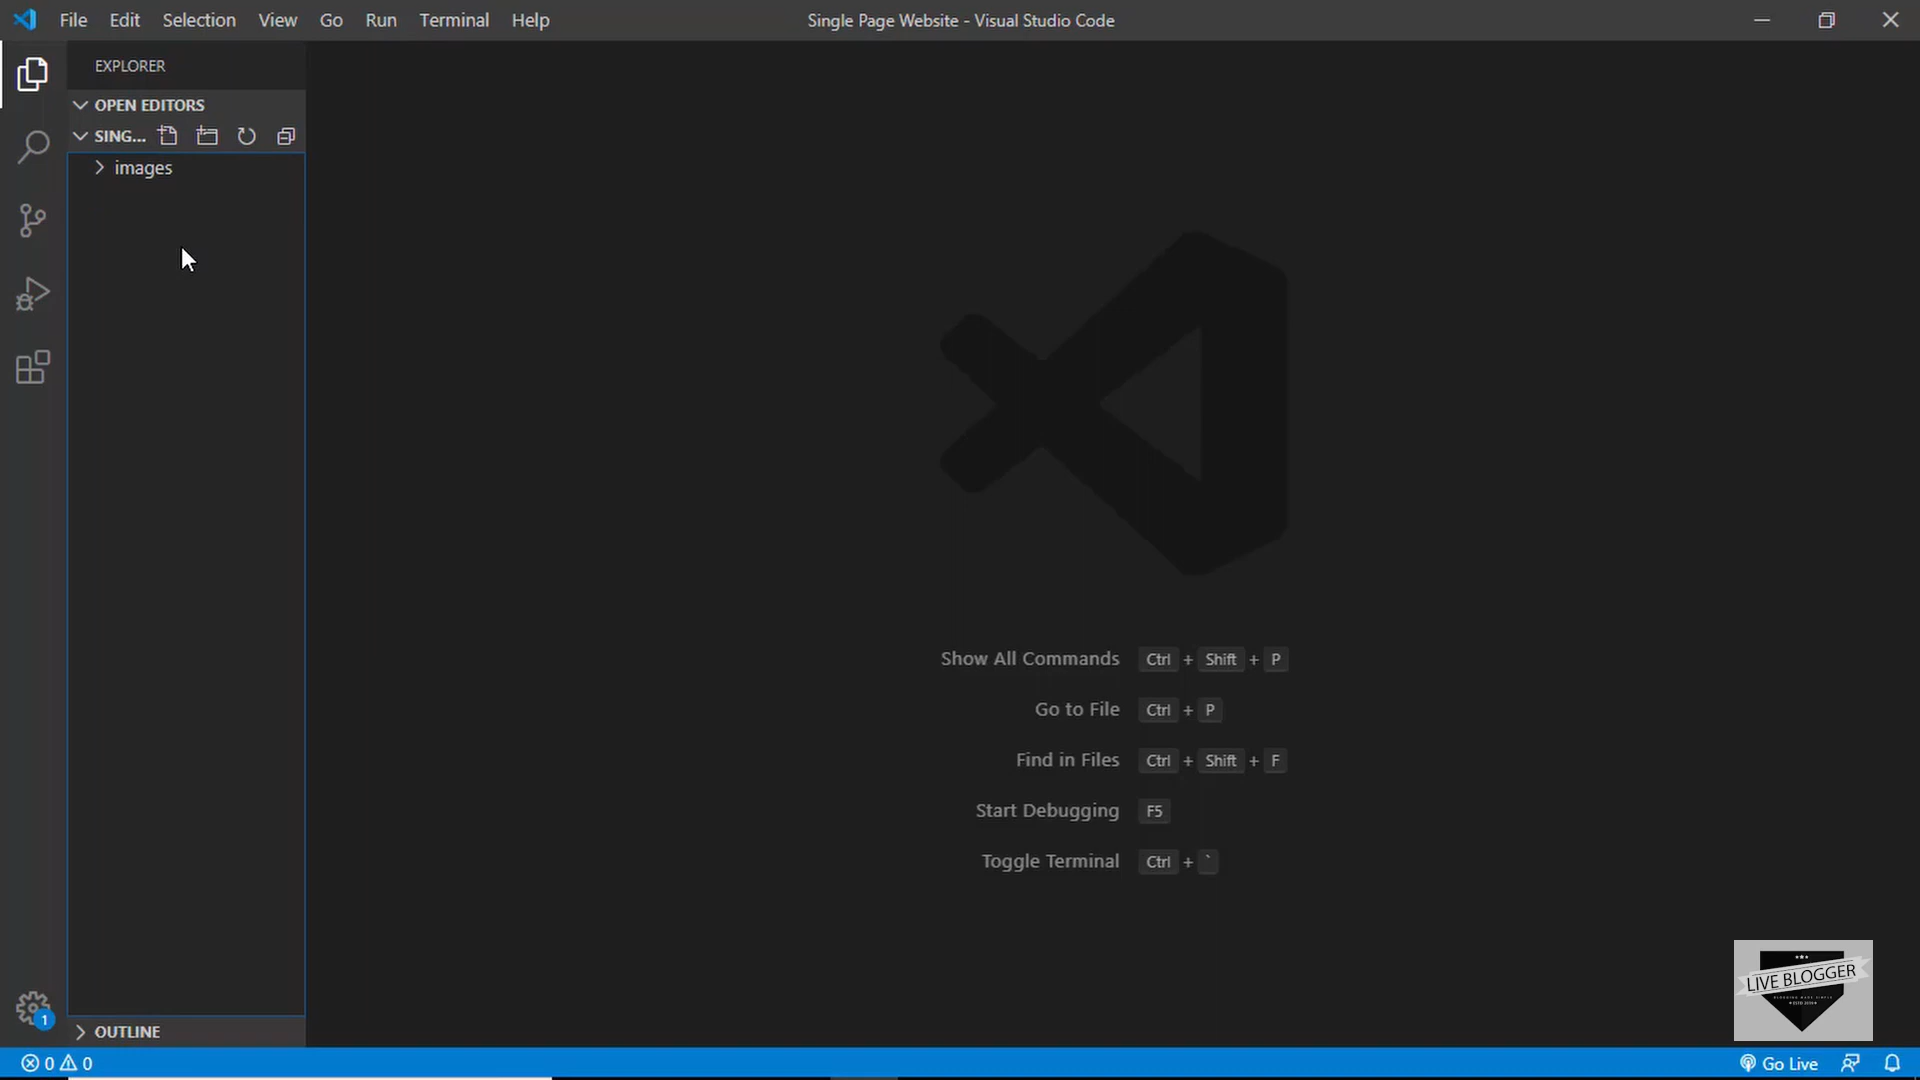 File Edit Selection View Go Run Terminal Help
Single Page Website - Visual Studio Code
EXPLORER
OPEN EDITORS
SING...
images
Show All Commands Ctrl + Shift + P
Go to File Ctrl + P
Find in Files Ctrl + Shift + F
Start Debugging F5
Toggle Terminal Ctrl + `
LIVE BLOGGER
1
OUTLINE
0 0
Go Live